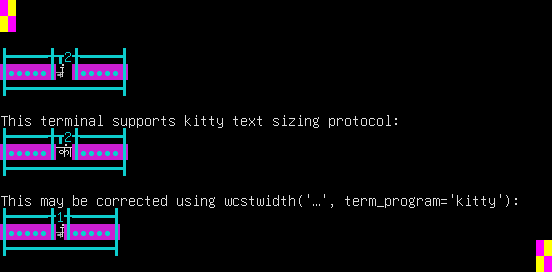 2
This terminal supports kitty text sizing protocol:
2
This may be corrected using wcstwidth('…', term_program='kitty'):
1